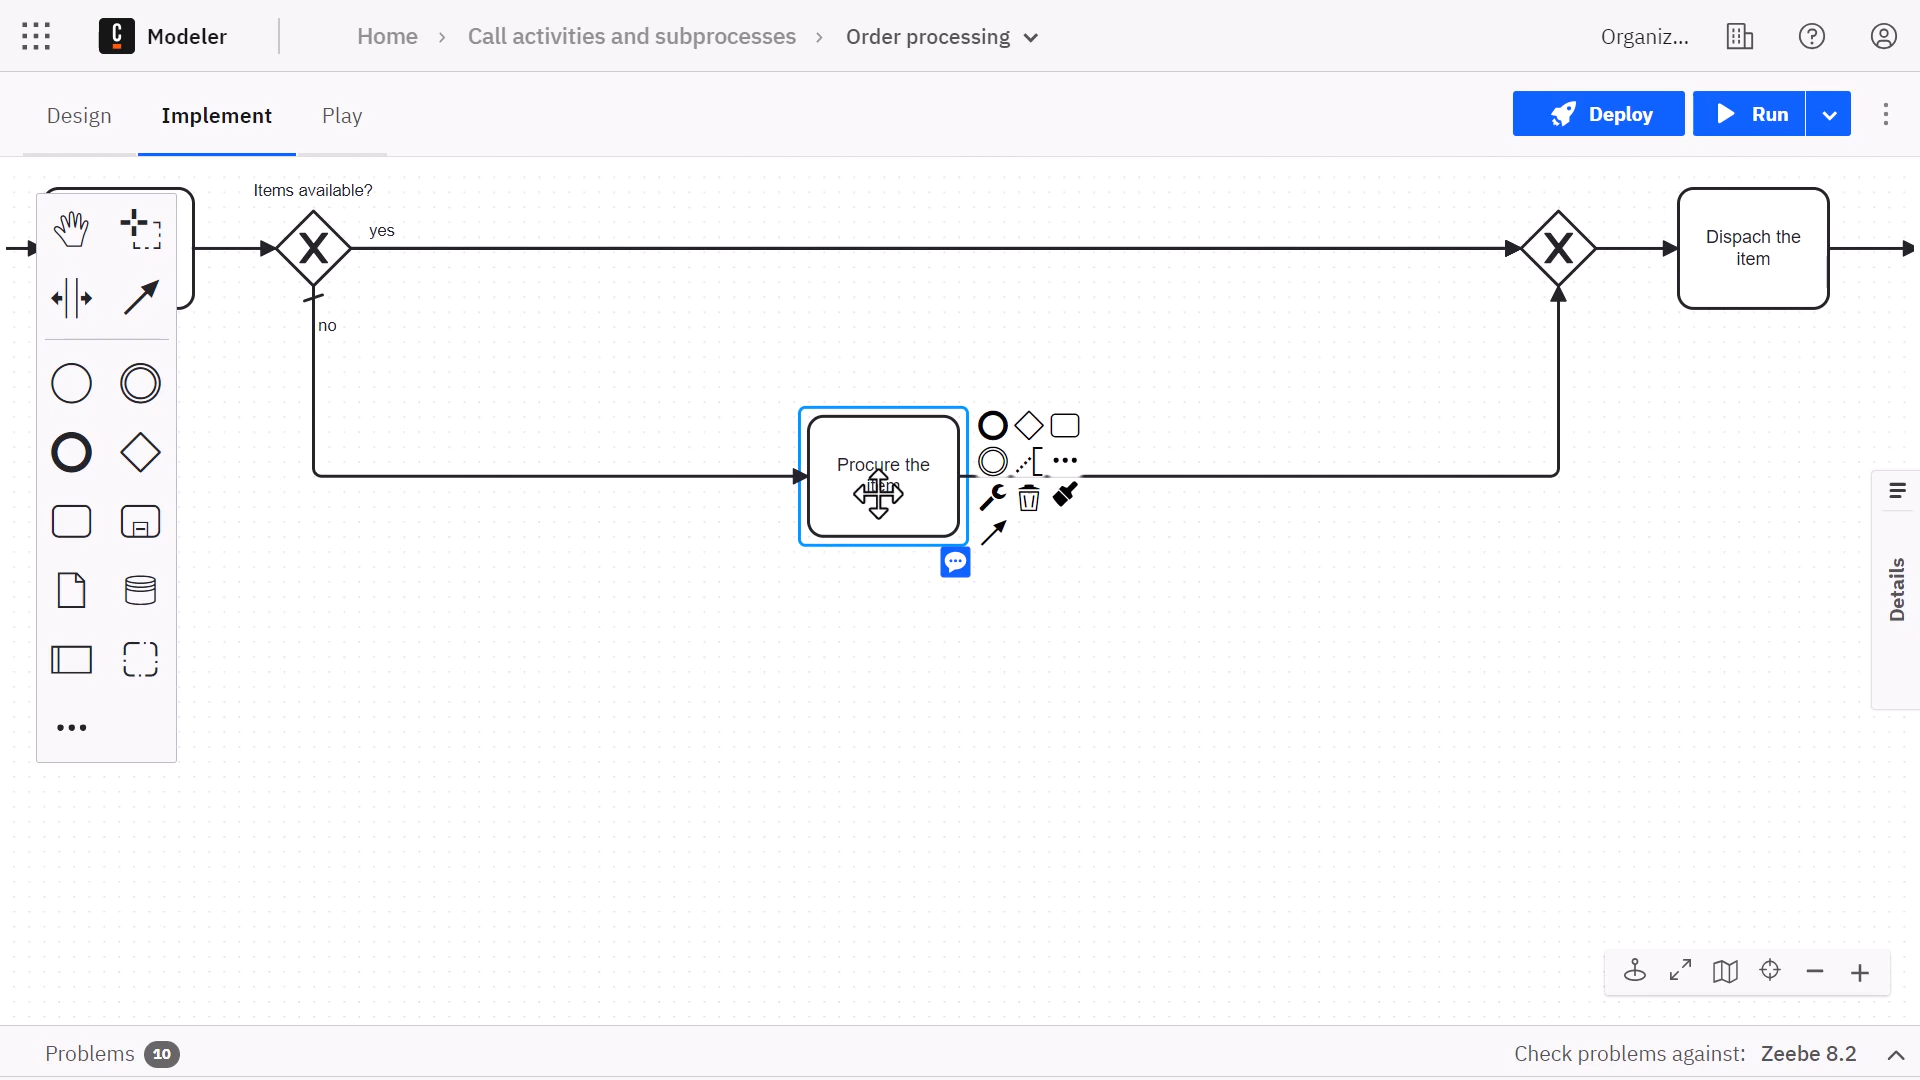 Modeler
Home › Call activities and subprocesses › Order processing
Organiz...
Design
Implement
Play
Deploy
Run
Items available?
yes
no
Dispach the
item
Procure the
item
Details
Problems 10
Check problems against: Zeebe 8.2